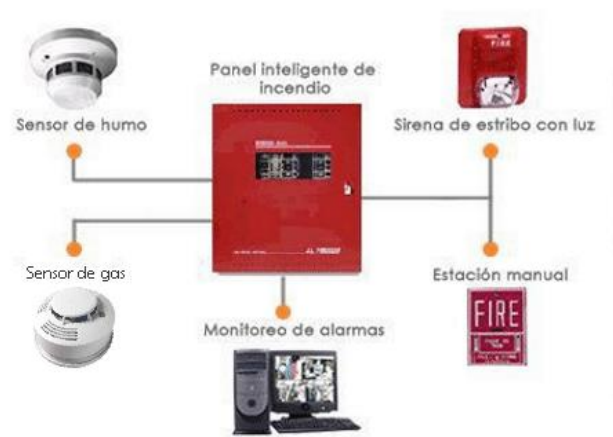 FIRE
Panel inteligente de
incendio
Sensor de humo
Sirena de estribo con luz
Sensor de gas
Estación manual
FIRE
Monitoreo de alarmas